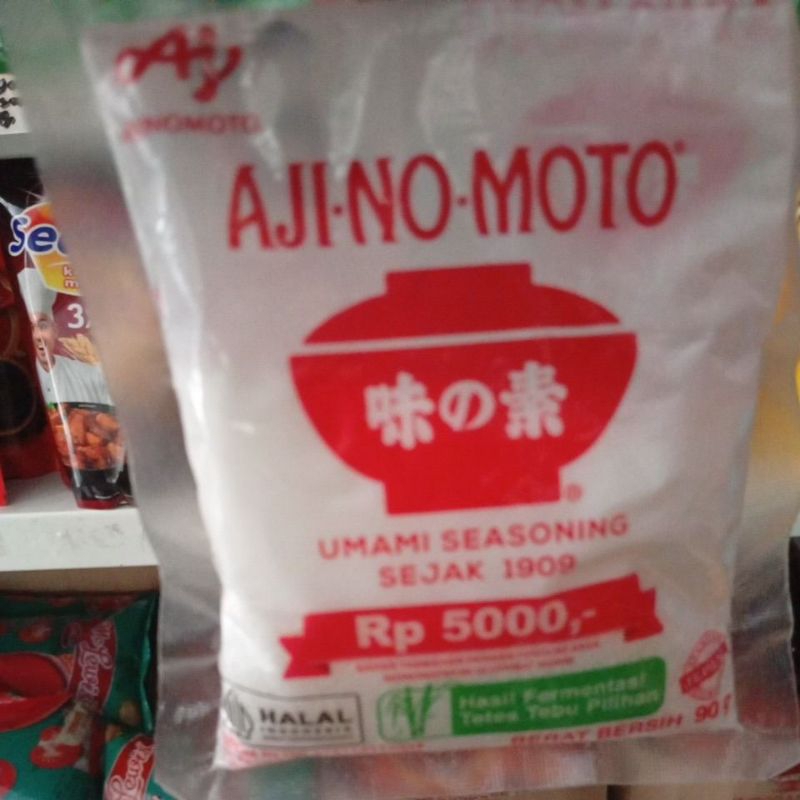 AJINOMOTO
AJI-NO-MOTO®
味の素
®
UMAMI SEASONING
SEJAK 1909
Rp 5000,-
HALAL
INDONESIA
Hasil Fermentasi
Tetes Tebu Pilihan
BERAT BERSIH 90 g